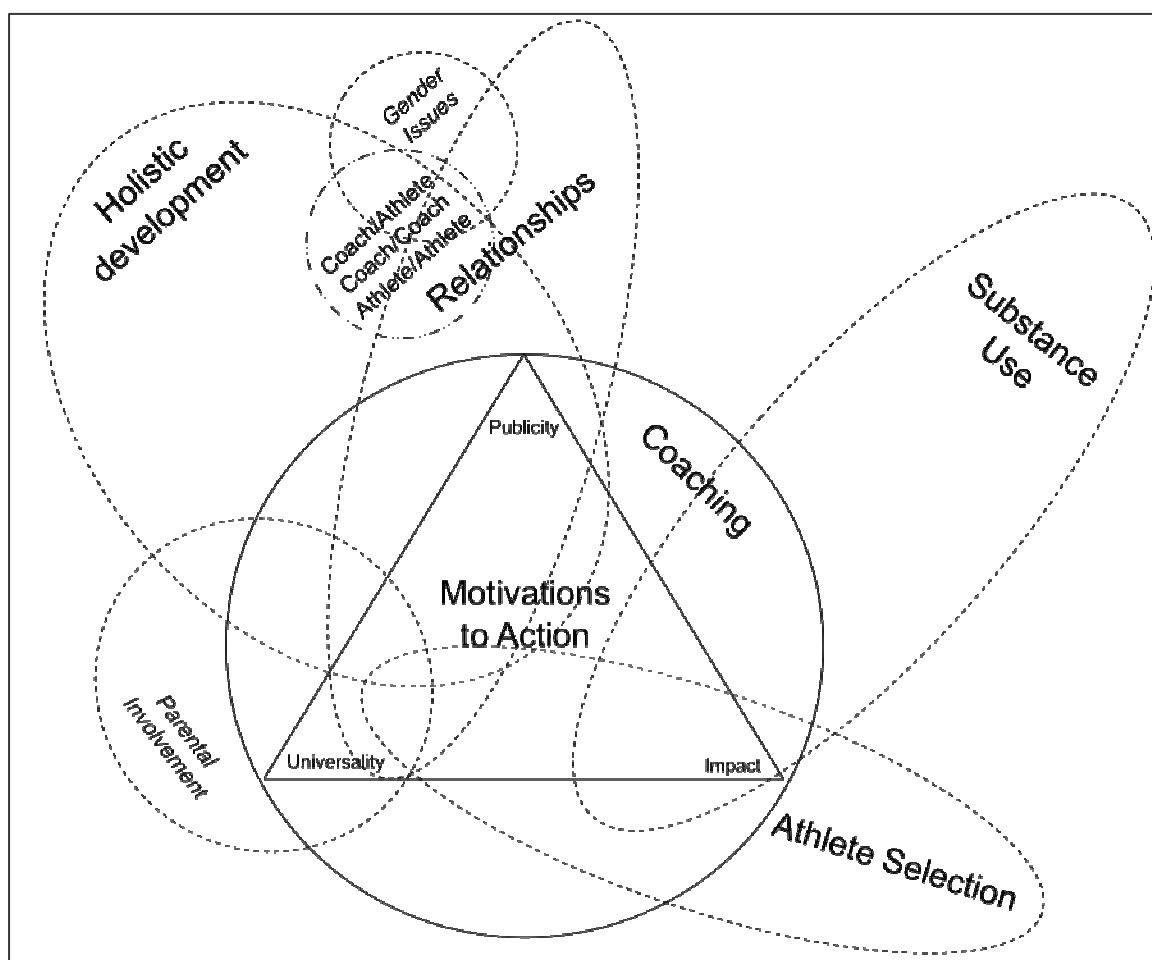 Gender
Issues
Holistic
development
Coach/Athlete
Coach/Coach
Athlete/Athlete
Relationships
Substance
Use
Publicity
Coaching
Motivations
to Action
Parental
Involvement
Universality
Impact
Athlete Selection